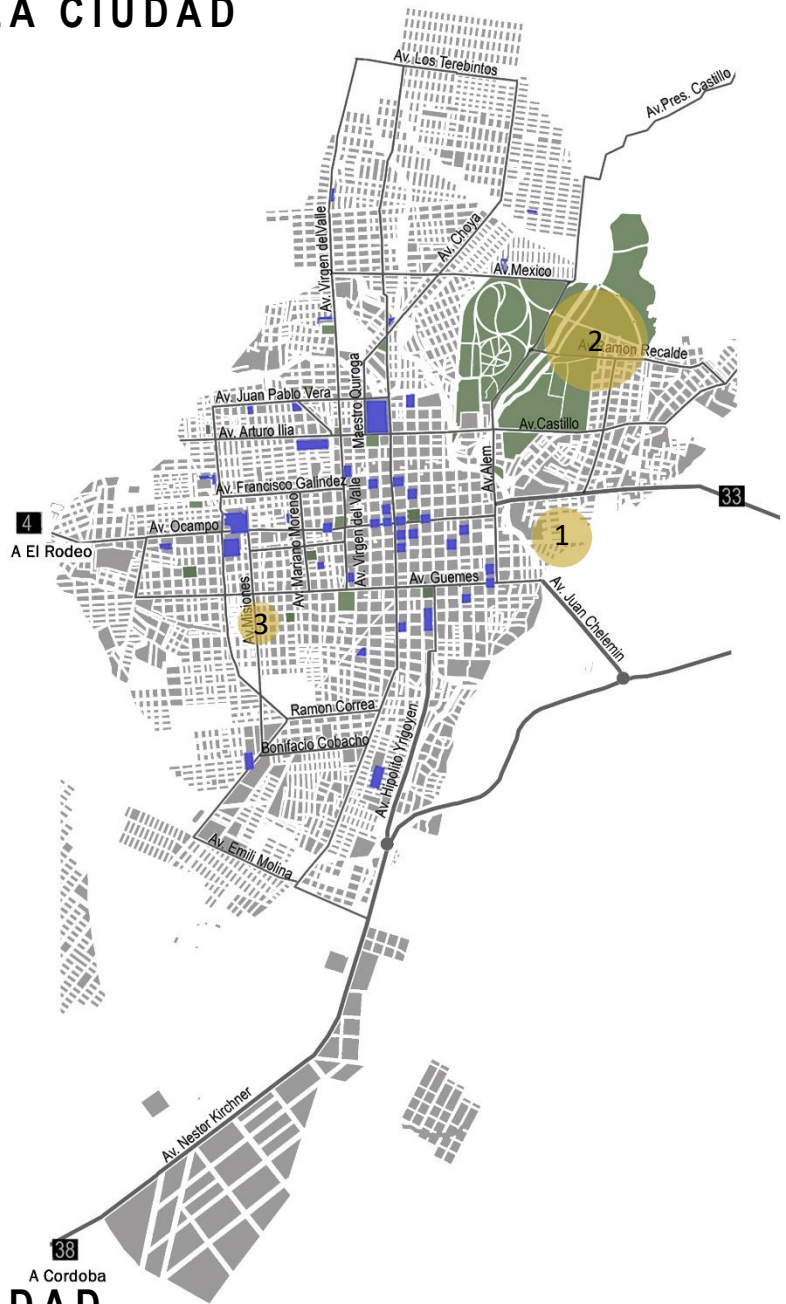 A CIUDAD
Av. Los Terebintos
Av.Pres. Castillo
Av. Virgen delValle
Av. Choya
Av.Mexico
2
Av.Ramon Recalde
Maestro Quiroga
Av. Juan Pablo Vera
Av.Castillo
Av. Arturo Ilia
Av.Alem
Av. Francisco Galindez
33
4
A El Rodeo
Av. Ocampo
Av. Mariano Moreno
Av. Virgen del Valle
1
Av. Guemes
Av. Juan Chelemin
Av.Misiones
3
Ramon Correa
Bonifacio Cobacho
Av. Hipolito Yrigoyen
Av. Emili Molina
Av. Nestor Kirchner
38
A Cordoba